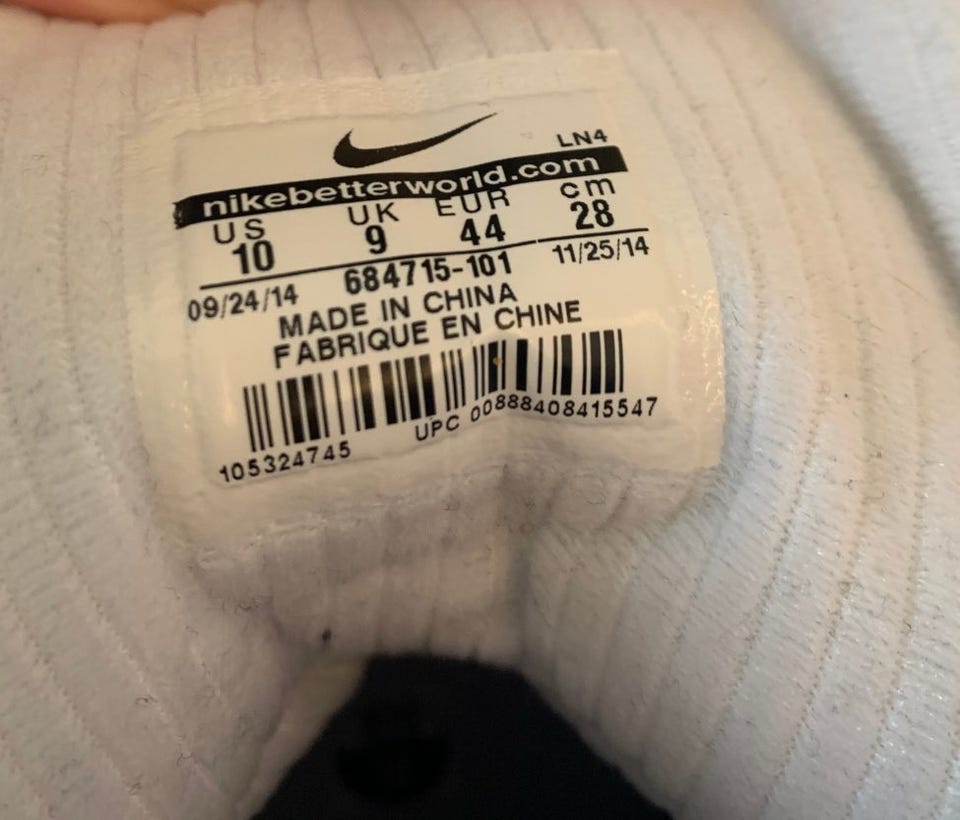 LN4
nikebetterworld.com
US UK EUR cm
10 9 44 28
09/24/14 684715-101 11/25/14
MADE IN CHINA
FABRIQUE EN CHINE
105324745 UPC 00888408415547